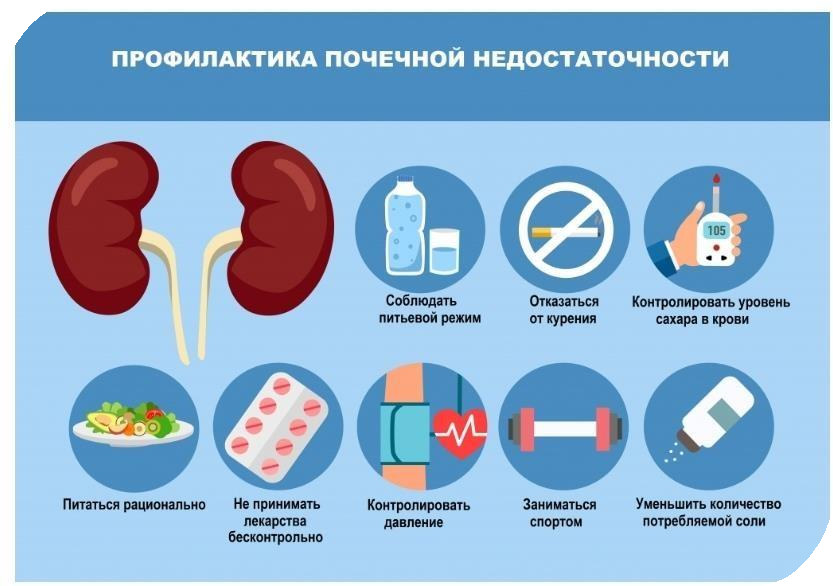 ПРОФИЛАКТИКА ПОЧЕЧНОЙ НЕДОСТАТОЧНОСТИ
105
Соблюдать
питьевой режим
Отказаться
от курения
Контролировать уровень
сахара в крови
Питаться рационально
Не принимать
лекарства
бесконтрольно
Контролировать
давление
Заниматься
спортом
Уменьшить количество
потребляемой соли